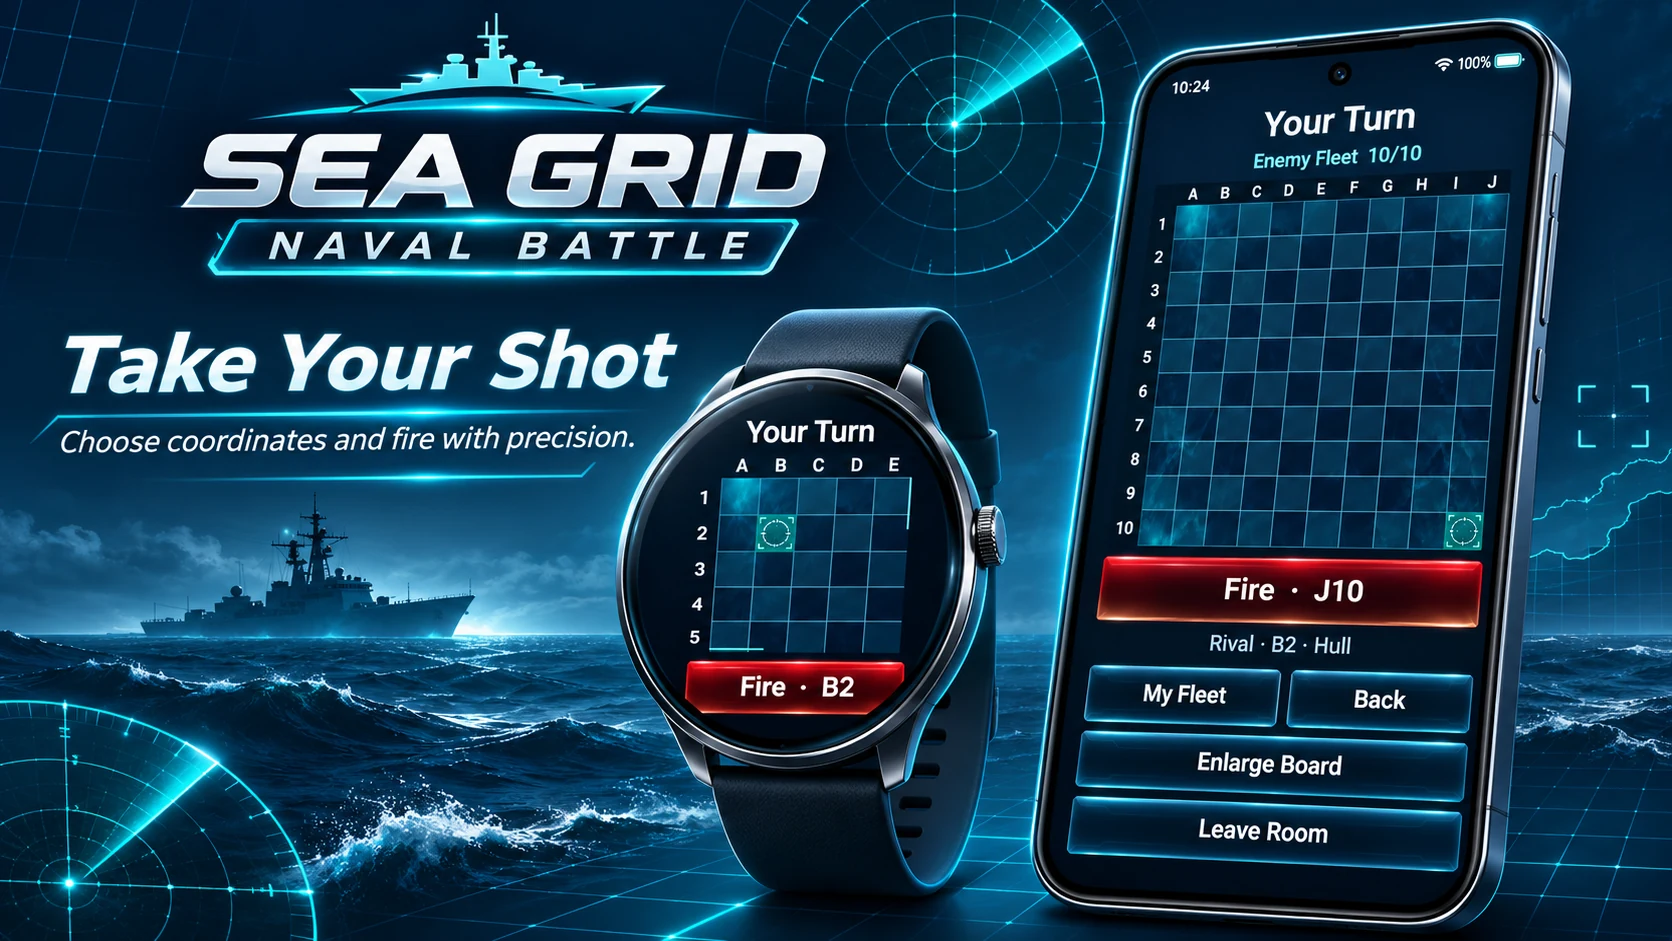 SEA GRID
NAVAL BATTLE
Take Your Shot
Choose coordinates and fire with precision.
Your Turn
A B C D E
1
2
3
4
5
Fire · B2
10:24
100%
Your Turn
Enemy Fleet 10/10
A B C D E F G H I J
1
2
3
4
5
6
7
8
9
10
Fire · J10
Rival · B2 · Hull
My Fleet
Back
Enlarge Board
Leave Room